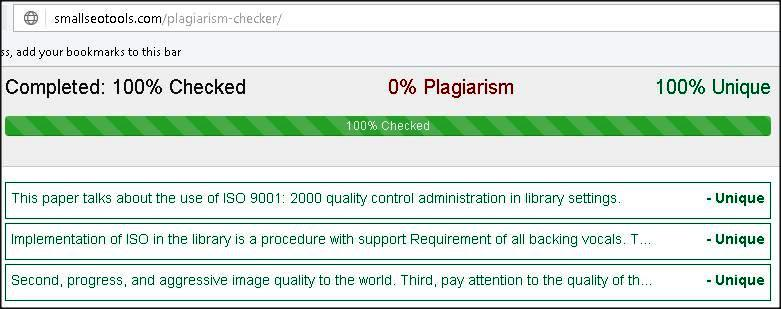 smallseotools.com/plagiarism-checker/
ss, add your bookmarks to this bar
Completed: 100% Checked 0% Plagiarism 100% Unique
100% Checked
This paper talks about the use of ISO 9001: 2000 quality control administration in library settings. - Unique
Implementation of ISO in the library is a procedure with support Requirement of all backing vocals. T... - Unique
Second, progress, and aggressive image quality to the world. Third, pay attention to the quality of th... - Unique